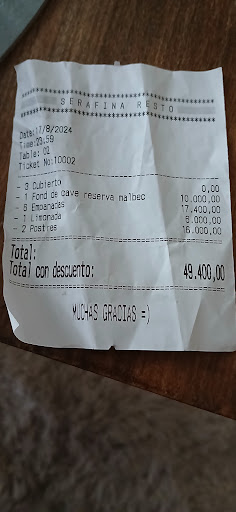 ************************
SERAFINA RESTO
************************
Date:17/8/2024
Time:23:59
Table: 02
Ticket No:10002
- 3 Cubierto 0,00
- 1 Fond de Cave reserva malbec 10.000,00
- 6 Empanadas 17.400,00
- 1 Limonada 6.000,00
- 2 Postres 16.000,00
Total:
Total con descuento: 49.400,00
MUCHAS GRACIAS =)